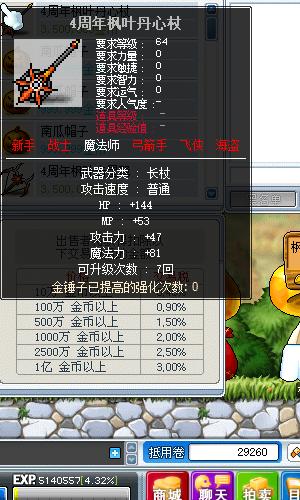 4周年枫叶丹心杖
4周年枫叶丹心杖
要求等级: 64
要求力量: 0
要求敏捷: 0
要求智力: 0
要求运气: 0
要求人气度: -
道具等级 -
道具经验值 -
南瓜帽子
新手 战士 魔法师 弓箭手 飞侠 海盗
武器分类 : 长杖
攻击速度 : 普通
HP : +144
MP : +53
攻击力 : +47
魔法力 : +81
可升级次数 : 7回
金锤子已提高的强化次数: 0
100万 金币以上 0,90%
500万 金币以上 1,50%
1000万 金币以上 2,00%
2500万 金币以上 2,50%
1亿 金币以上 3,00%
抵用卷 29260
EXP. 5140557[4.32%]
商城
聊天
拍卖